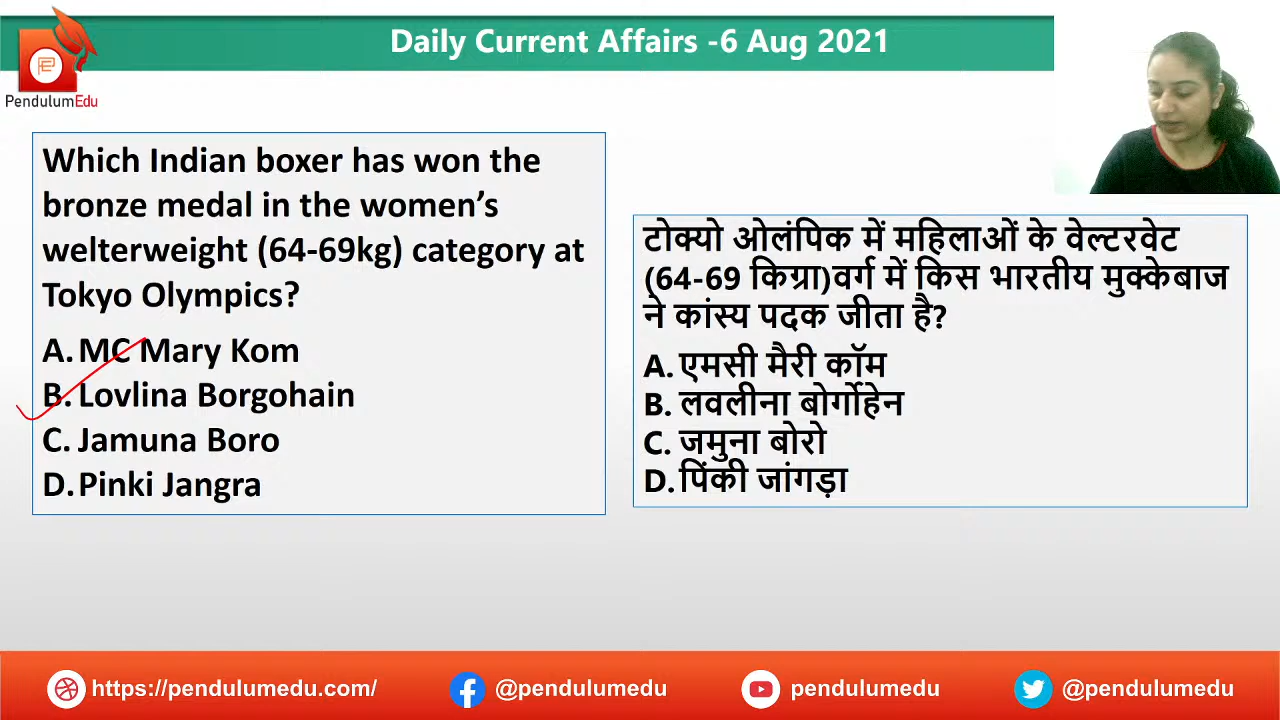 Daily Current Affairs -6 Aug 2021
PendulumEdu
Which Indian boxer has won the
bronze medal in the women’s
welterweight (64-69kg) category at
Tokyo Olympics?
A. MC Mary Kom
B. Lovlina Borgohain
C. Jamuna Boro
D. Pinki Jangra
टोक्यो ओलंपिक में महिलाओं के वेल्टरवेट
(64-69 किग्रा)वर्ग में किस भारतीय मुक्केबाज
ने कांस्य पदक जीता है?
A. एमसी मैरी कॉम
B. लवलीना बोर्गोहेन
C. जमुना बोरो
D. पिंकी जांगड़ा
https://pendulumedu.com/
@pendulumedu
pendulumedu
@pendulumedu